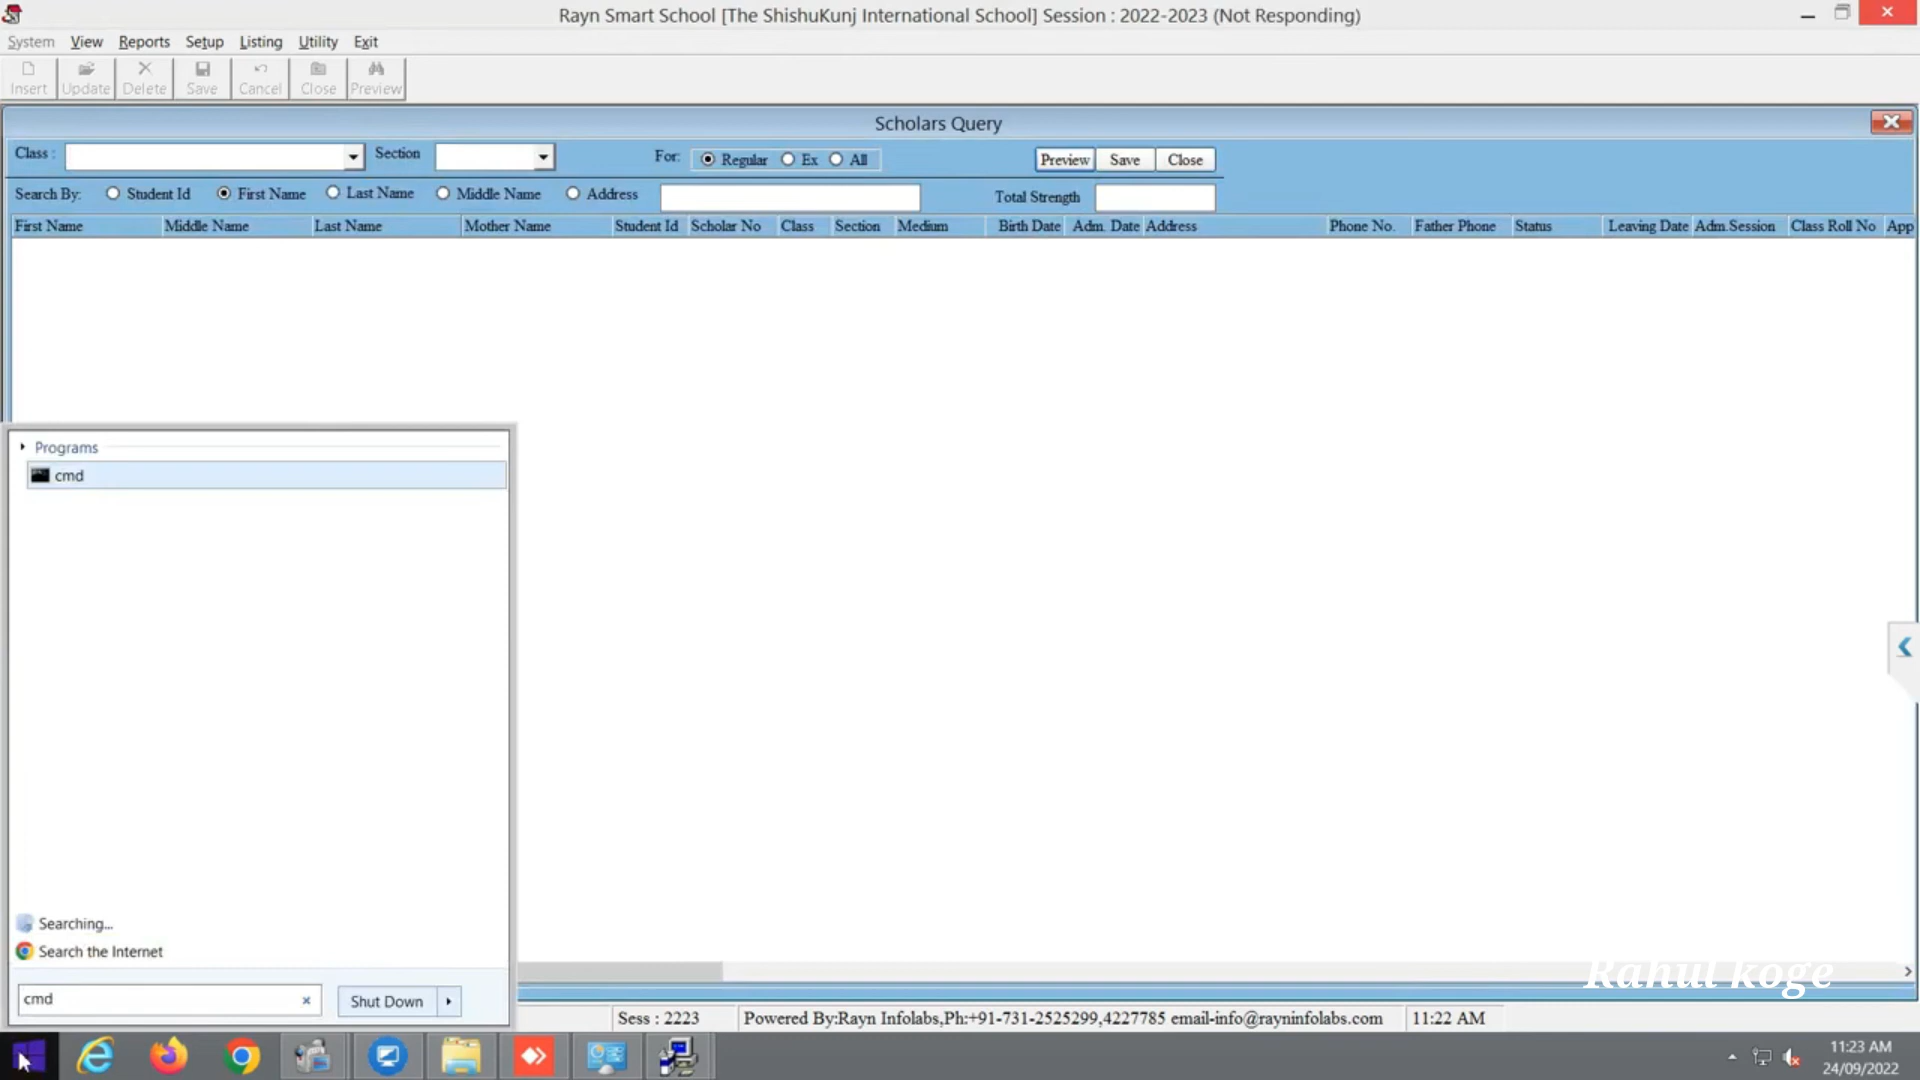 Rayn Smart School [The ShishuKunj International School] Session : 2022-2023 (Not Responding)
System View Reports Setup Listing Utility Exit
Insert Update Delete Save Cancel Close Preview
Scholars Query
Class : Section For: Regular Ex All Preview Save Close
Search By: Student Id First Name Last Name Middle Name Address Total Strength
First Name Middle Name Last Name Mother Name Student Id Scholar No Class Section Medium Birth Date Adm. Date Address Phone No. Father Phone Status Leaving Date Adm.Session Class Roll No App
Programs
cmd
Searching...
Search the Internet
cmd Shut Down
Rahul koge
Sess : 2223 Powered By:Rayn Infolabs,Ph:+91-731-2525299,4227785 email-info@rayninfolabs.com 11:22 AM
11:23 AM
24/09/2022